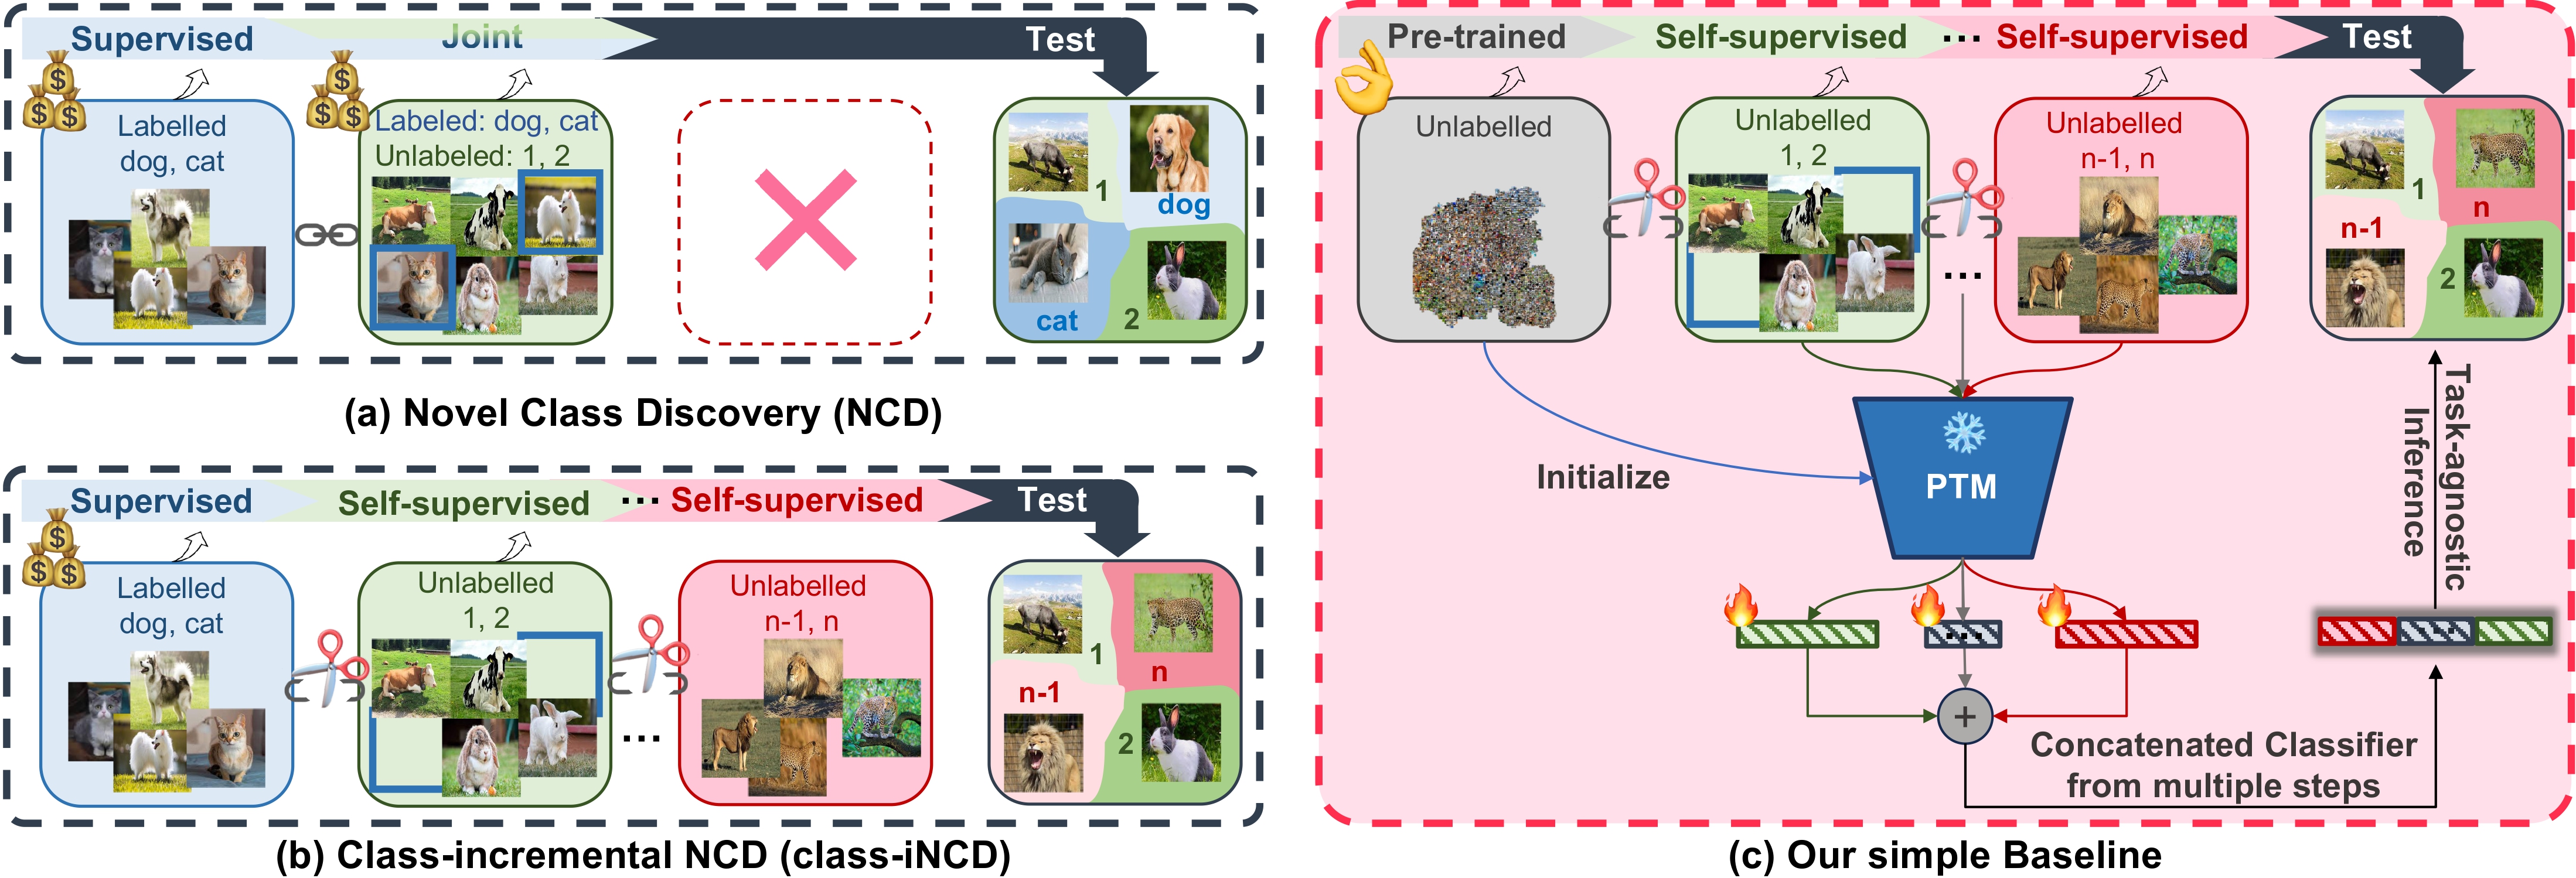 Supervised
Joint
Test
$
$ $
$
$ $
Labelled
dog, cat
Labeled: dog, cat
Unlabeled: 1, 2
1
dog
cat
2
(a) Novel Class Discovery (NCD)
Supervised
Self-supervised
...
Self-supervised
Test
$
$ $
Labelled
dog, cat
Unlabelled
1, 2
...
Unlabelled
n-1, n
1
n
n-1
2
(b) Class-incremental NCD (class-iNCD)
Pre-trained
Self-supervised
...
Self-supervised
Test
Unlabelled
Unlabelled
1, 2
...
Unlabelled
n-1, n
1
n
n-1
2
Initialize
PTM
...
+
Concatenated Classifier
from multiple steps
Task-agnostic
Inference
(c) Our simple Baseline